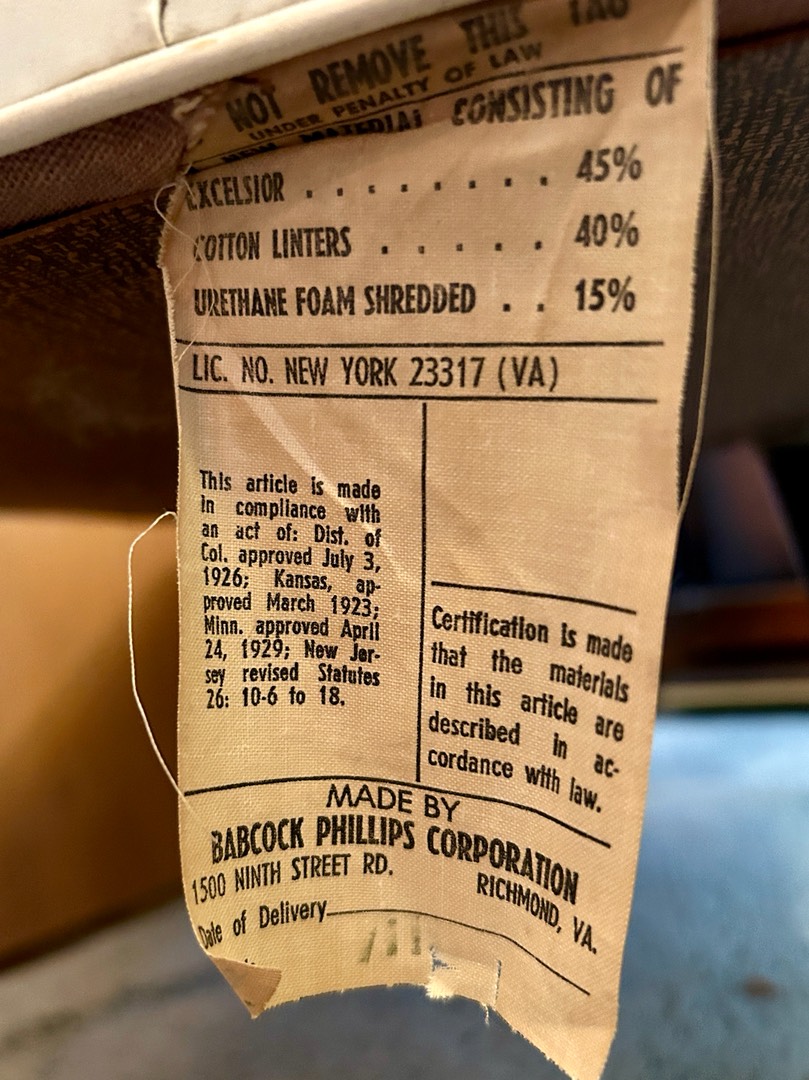 NOT REMOVE THIS TAG
UNDER PENALTY OF LAW
NEW MATERIAL CONSISTING OF
EXCELSIOR . . . . . . . . 45%
COTTON LINTERS . . . . . 40%
URETHANE FOAM SHREDDED . . 15%
LIC. NO. NEW YORK 23317 (VA)
This article is made
in compliance with
an act of: Dist. of
Col. approved July 3,
1926; Kansas, ap-
proved March 1923;
Minn. approved April
24, 1929; New Jer-
sey revised Statutes
26: 10-6 to 18.
Certification is made
that the materials
in this article are
described in ac-
cordance with law.
MADE BY
BABCOCK PHILLIPS CORPORATION
1500 NINTH STREET RD. RICHMOND, VA.
Date of Delivery